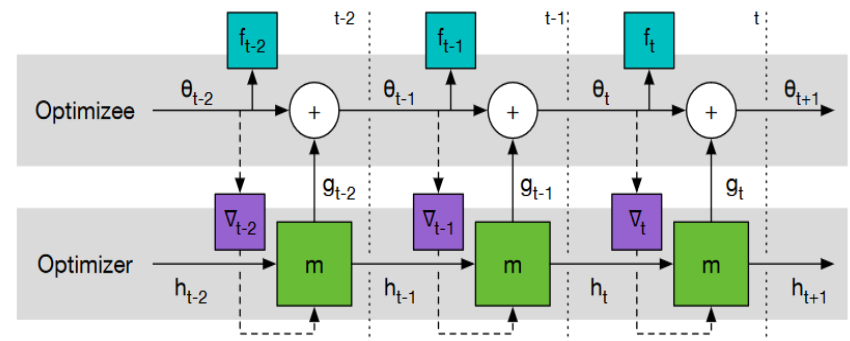 t-2 t-1 t
f_{t-2} f_{t-1} f_t
Optimizee θ_{t-2} + θ_{t-1} + θ_t + θ_{t+1}
g_{t-2} g_{t-1} g_t
∇_{t-2} ∇_{t-1} ∇_t
Optimizer m m m
h_{t-2} h_{t-1} h_t h_{t+1}